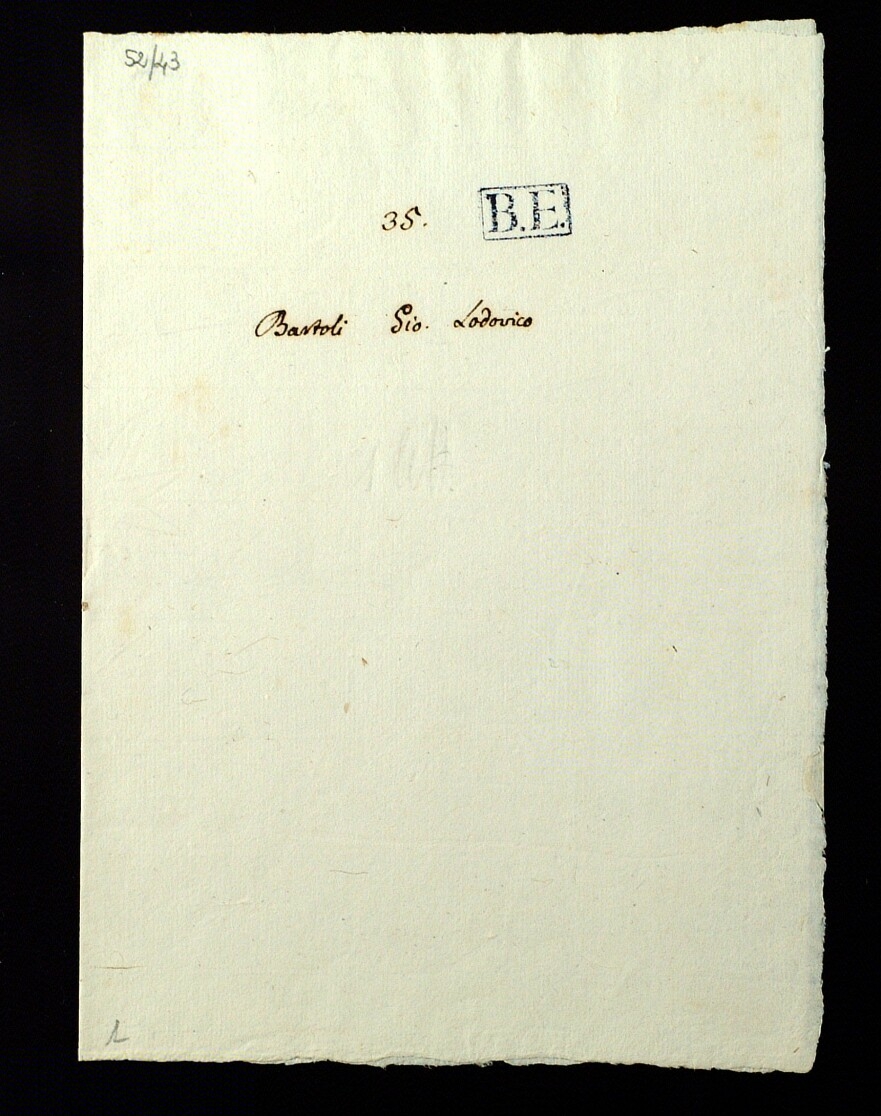 52/43
35. B.E.
Bartoli Gio. Lodovico
1